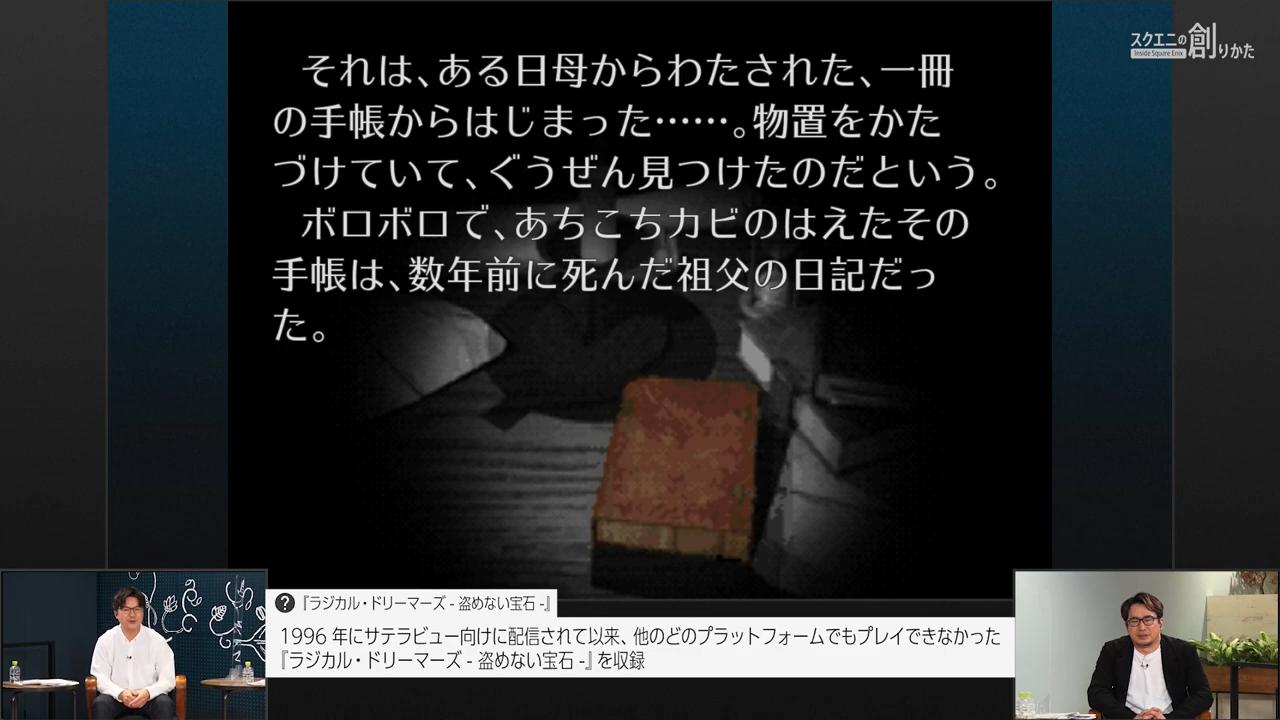 スクエニの創りかた
Inside Square Enix
それは、ある日母からわたされた、一冊
の手帳からはじまった……。物置をかた
づけていて、ぐうぜん見つけたのだという。
ボロボロで、あちこちカビのはえたその
手帳は、数年前に死んだ祖父の日記だっ
た。
?『ラジカル・ドリーマーズ - 盗めない宝石 -』
1996 年にサテラビュー向けに配信されて以来、他のどのプラットフォームでもプレイできなかった
『ラジカル・ドリーマーズ - 盗めない宝石 -』を収録